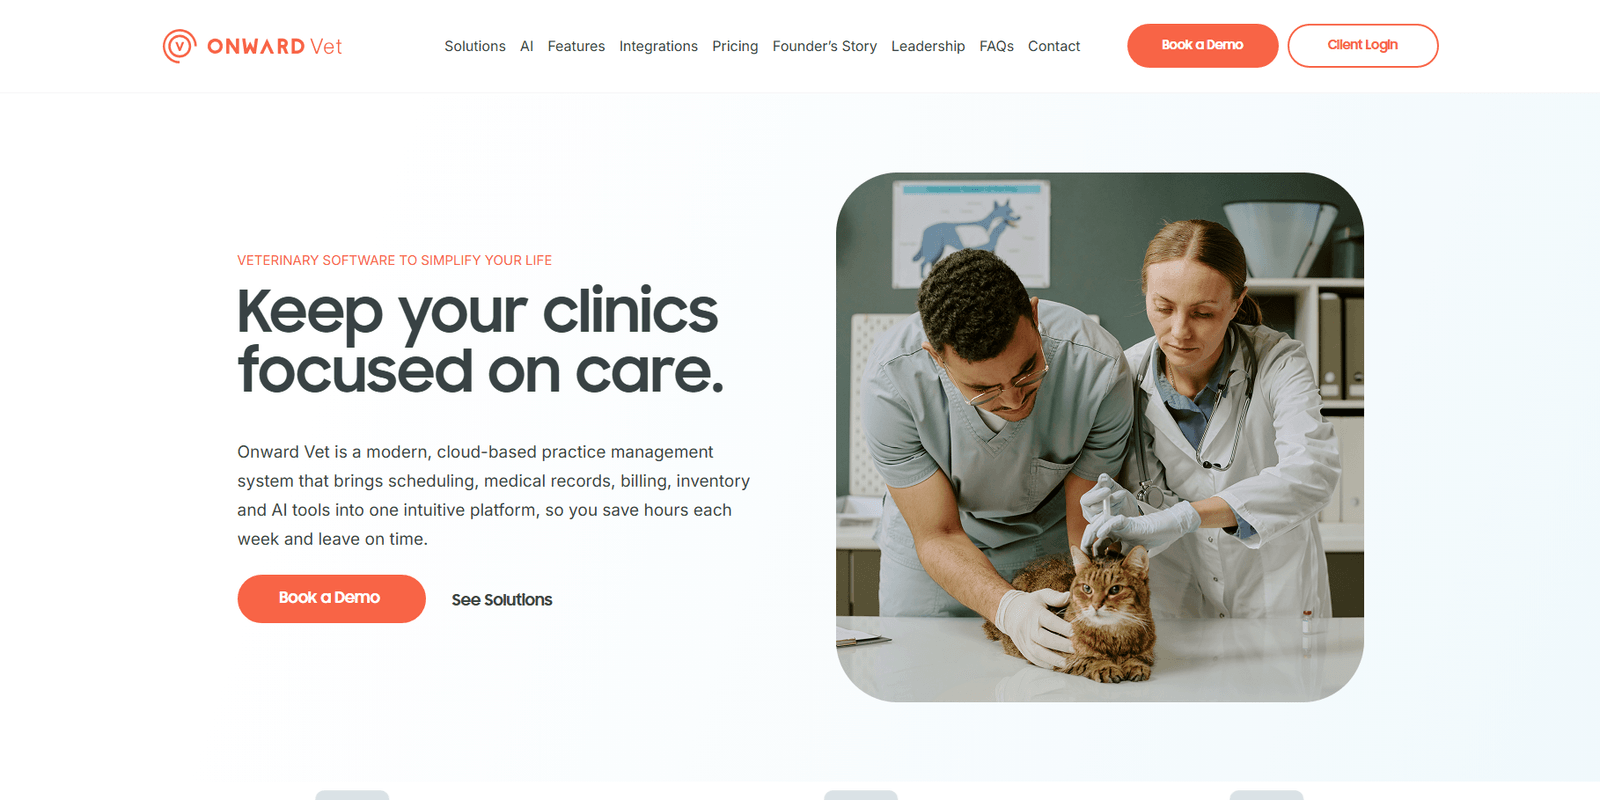 ONWARD Vet
Solutions AI Features Integrations Pricing Founder’s Story Leadership FAQs Contact
Book a Demo
Client Login
VETERINARY SOFTWARE TO SIMPLIFY YOUR LIFE
Keep your clinics
focused on care.
Onward Vet is a modern, cloud-based practice management
system that brings scheduling, medical records, billing, inventory
and AI tools into one intuitive platform, so you save hours each
week and leave on time.
Book a Demo
See Solutions